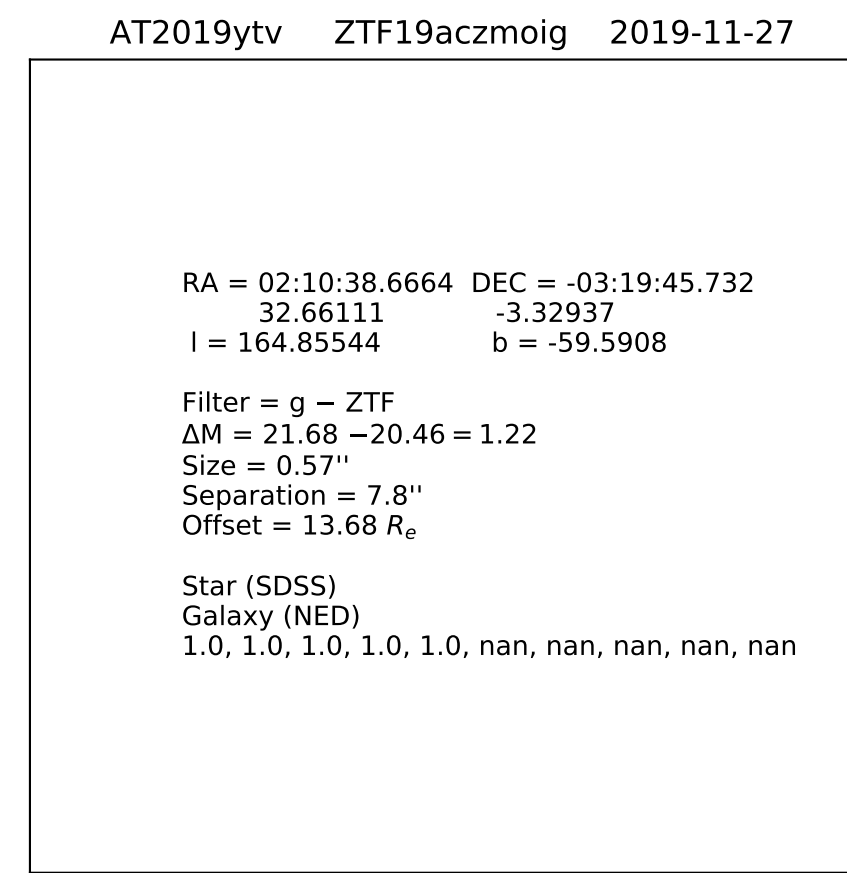 AT2019ytv ZTF19aczmoig 2019-11-27
RA = 02:10:38.6664 DEC = -03:19:45.732
32.66111 -3.32937
l = 164.85544 b = -59.5908
Filter = g − ZTF
ΔM = 21.68 −20.46 = 1.22
Size = 0.57''
Separation = 7.8''
Offset = 13.68 Re
Star (SDSS)
Galaxy (NED)
1.0, 1.0, 1.0, 1.0, 1.0, nan, nan, nan, nan, nan